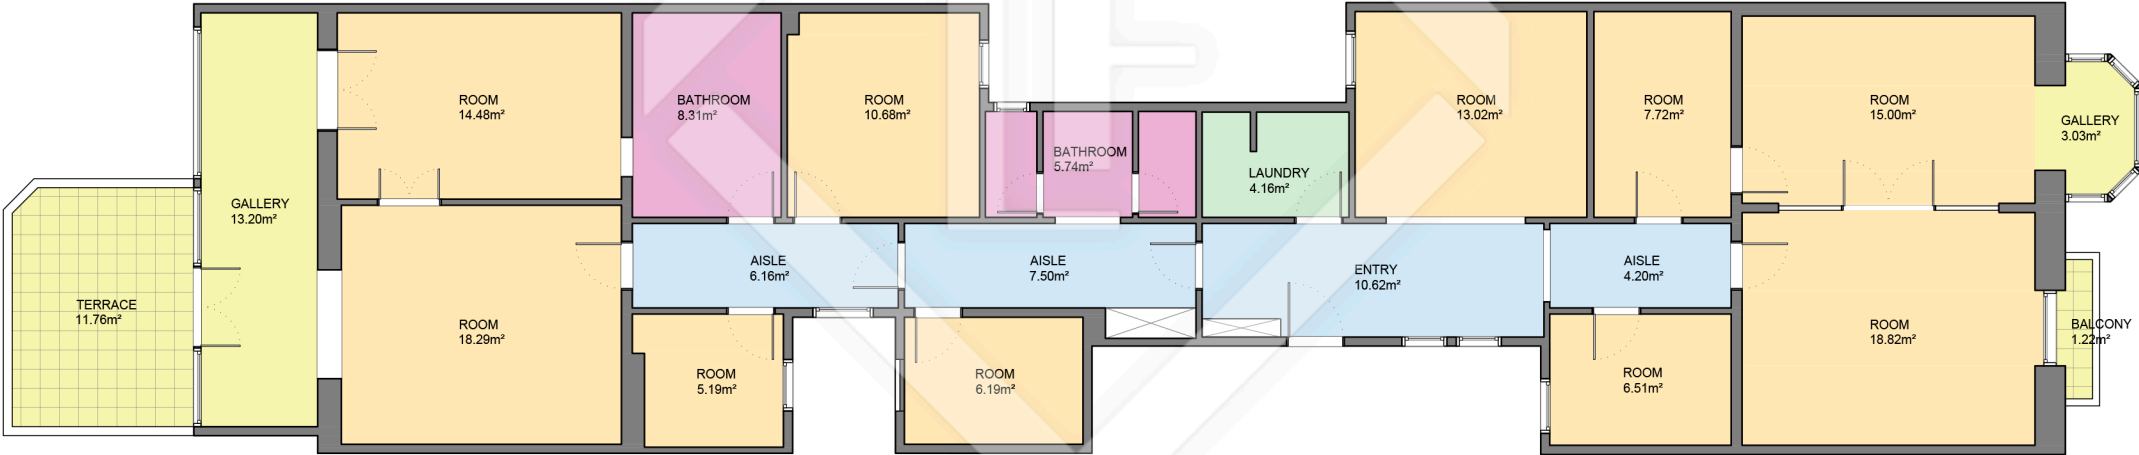 ROOM
14.48m²
BATHROOM
8.31m²
ROOM
10.68m²
BATHROOM
5.74m²
LAUNDRY
4.16m²
ROOM
13.02m²
ROOM
7.72m²
ROOM
15.00m²
GALLERY
3.03m²
GALLERY
13.20m²
TERRACE
11.76m²
AISLE
6.16m²
AISLE
7.50m²
ENTRY
10.62m²
AISLE
4.20m²
ROOM
18.29m²
ROOM
5.19m²
ROOM
6.19m²
ROOM
6.51m²
ROOM
18.82m²
BALCONY
1.22m²